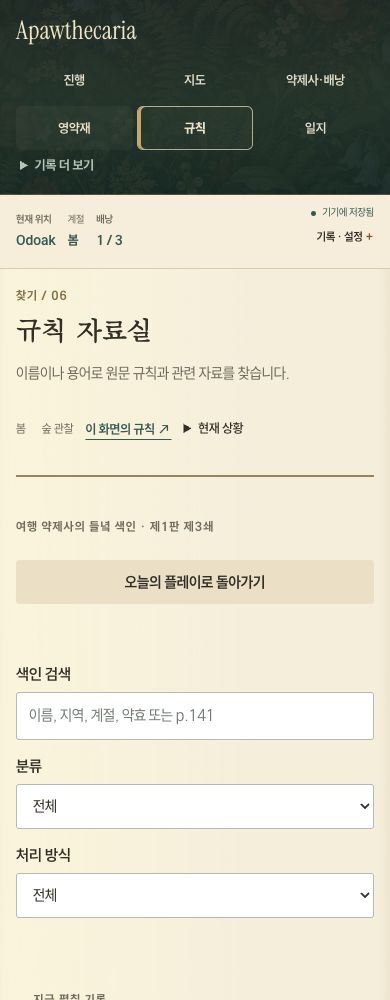 Apawthecaria
진행 지도 약제사·배낭
영약재 규칙 일지
▶ 기록 더 보기
현재 위치 계절 배낭
Odoak 봄 1 / 3
● 기기에 저장됨
기록 · 설정 +
찾기 / 06
규칙 자료실
이름이나 용어로 원문 규칙과 관련 자료를 찾습니다.
봄 숲 관찰 이 화면의 규칙 ↗ ▶ 현재 상황
여행 약제사의 들녘 색인 · 제1판 제3쇄
오늘의 플레이로 돌아가기
색인 검색
이름, 지역, 계절, 약효 또는 p.141
분류
전체
처리 방식
전체